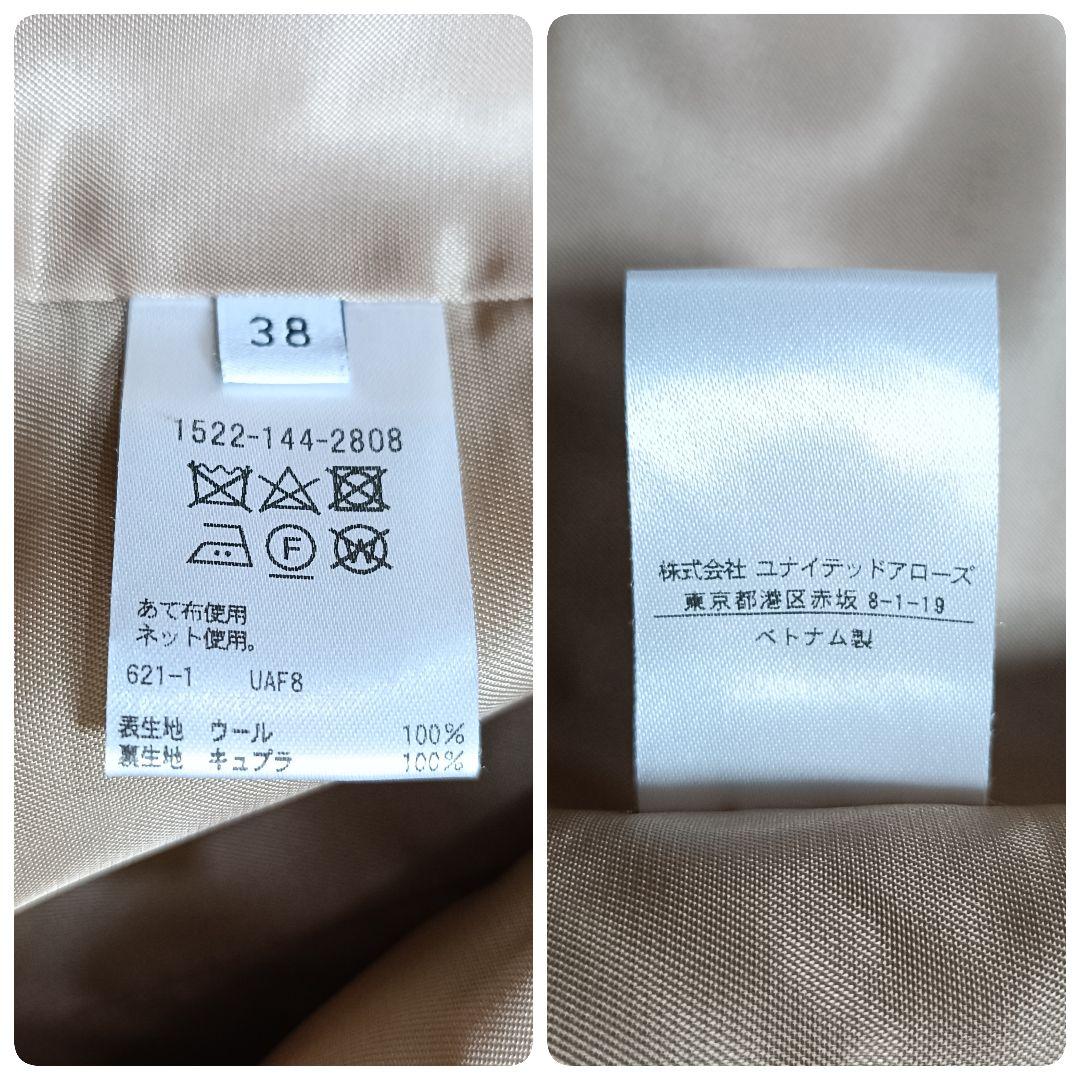 38
1522-144-2808
F
W
あて布使用
ネット使用。
621-1 UAF8
表生地 ウール 100%
裏生地 キュプラ 100%
株式会社 ユナイテッドアローズ
東京都港区赤坂 8-1-19
ベトナム製